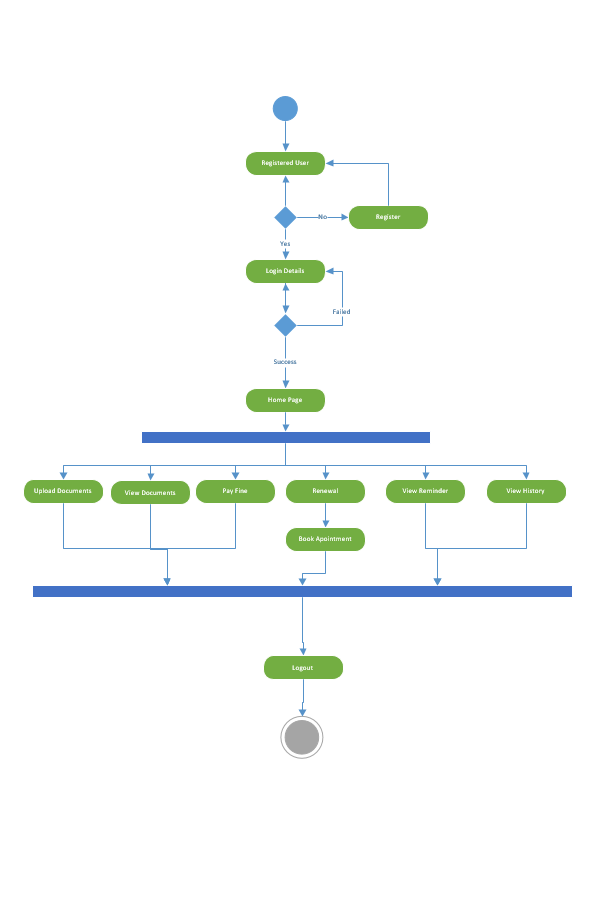 Registered User
No
Register
Yes
Login Details
Failed
Success
Home Page
Upload Documents
View Documents
Pay Fine
Renewal
View Reminder
View History
Book Apointment
Logout